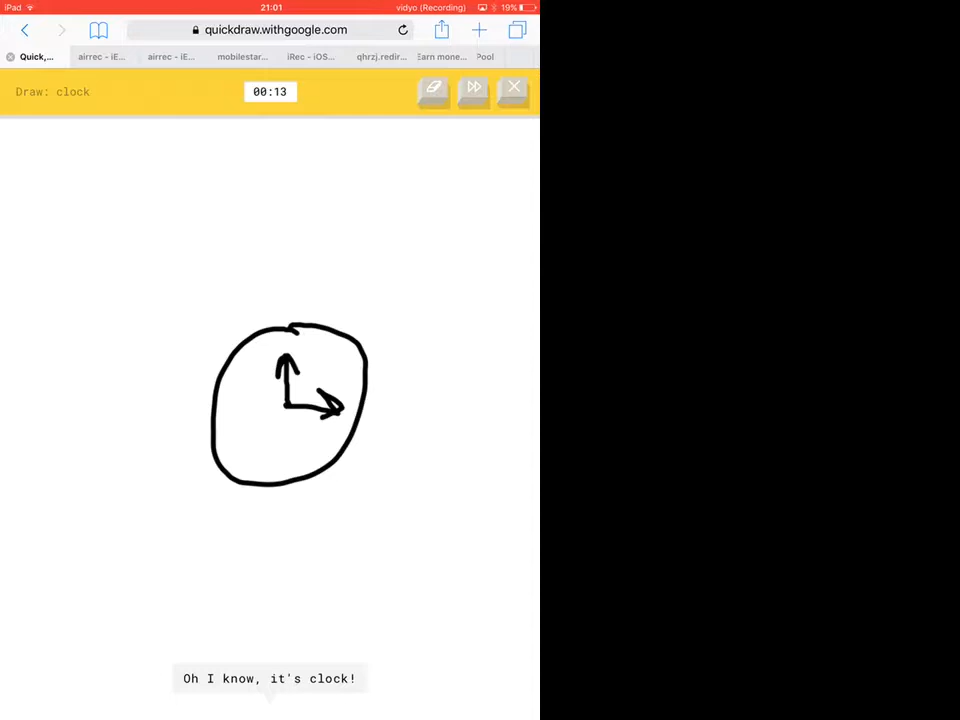 iPad 21:01 vidyo (Recording) 19%
quickdraw.withgoogle.com
Quick,... airrec - iE... airrec - iE... mobilestar... iRec - iOS... qhrzj.redir... Earn mone... Pool
Draw: clock 00:13
Oh I know, it's clock!